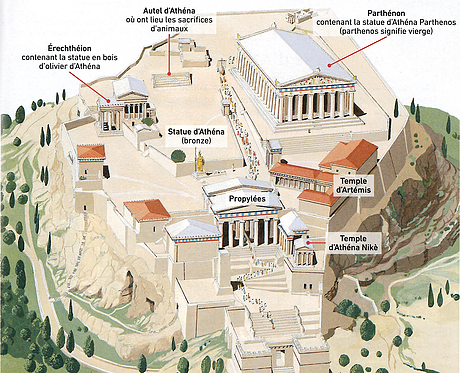 Autel d'Athéna
où ont lieu les sacrifices
d'animaux
Parthénon
contenant la statue d'Athéna Parthenos
(parthenos signifie vierge)
Érechthéion
contenant la statue en bois
d'olivier d'Athéna
Statue d'Athéna
(bronze)
Temple
d'Artémis
Propylées
Temple
d'Athéna Nikè